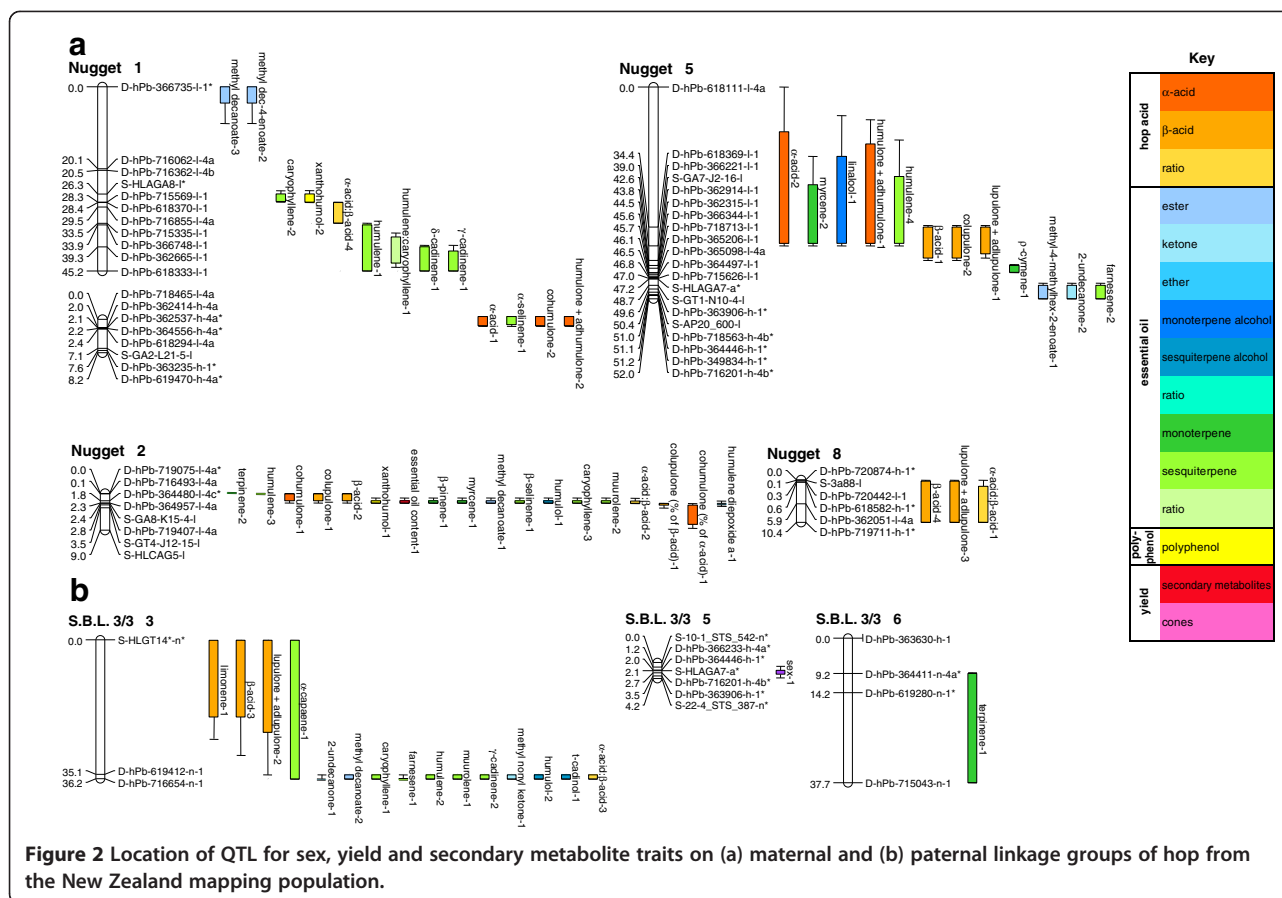 a
Nugget 1
0.0 D-hPb-366735-l-1*
20.1 D-hPb-716062-l-4a
20.5 D-hPb-716362-l-4b
26.3 S-HLAGA8-l*
28.3 D-hPb-715569-l-1
28.4 D-hPb-618370-l-1
29.5 D-hPb-716855-l-4a
33.5 D-hPb-715335-l-1
33.9 D-hPb-366748-l-1
39.3 D-hPb-362665-l-1
45.2 D-hPb-618333-l-1
0.0 D-hPb-718465-l-4a
2.0 D-hPb-362414-h-4a
2.1 D-hPb-362537-h-4a*
2.2 D-hPb-364556-h-4a*
2.4 D-hPb-618294-l-4a
7.1 S-GA2-L21-5-l
7.6 D-hPb-363235-h-1*
8.2 D-hPb-619470-h-4a*
methyl decanoate-3
methyl dec-4-enoate-2
caryophyllene-2
xanthohumol-2
α-acid:β-acid-4
humulene-1
humulene:caryophyllene-1
δ-cadinene-1
γ-cadinene-1
α-acid-1
α-selinene-1
cohumulone-2
humulone + adhumulone-2
Nugget 5
0.0 D-hPb-618111-l-4a
34.4 D-hPb-618369-l-1
39.0 D-hPb-366221-l-1
42.6 S-GA7-J2-16-l
43.8 D-hPb-362914-l-1
44.5 D-hPb-362315-l-1
45.6 D-hPb-366344-l-1
45.7 D-hPb-718713-l-1
46.1 D-hPb-365206-l-1
46.5 D-hPb-365098-l-4a
46.8 D-hPb-364497-l-1
47.0 D-hPb-715626-l-1
47.2 S-HLAGA7-a*
48.7 S-GT1-N10-4-l
49.6 D-hPb-363906-h-1*
50.4 S-AP20_600-l
51.0 D-hPb-718563-h-4b*
51.1 D-hPb-364446-h-1*
51.2 D-hPb-349834-h-1*
52.0 D-hPb-716201-h-4b*
α-acid-2
myrcene-2
linalool-1
humulone + adhumulone-1
humulene-4
β-acid-1
colupulone-2
lupulone + adlupulone-1
ρ-cymene-1
methyl-4-methylhex-2-enoate-1
2-undecanone-2
farnesene-2
Nugget 2
0.0 D-hPb-719075-l-4a*
0.1 D-hPb-716493-l-4a
1.8 D-hPb-364480-l-4c*
2.3 D-hPb-364957-l-4a
2.4 S-GA8-K15-4-l
2.8 D-hPb-719407-l-4a
3.5 S-GT4-J12-15-l
9.0 S-HLCAG5-l
terpinene-2
humulene-3
cohumulone-1
colupulone-1
β-acid-2
xanthohumol-1
essential oil content-1
β-pinene-1
myrcene-1
methyl decanoate-1
β-selinene-1
humulol-1
caryophyllene-3
muurolene-2
α-acid:β-acid-2
colupulone (% of β-acid)-1
cohumulone (% of α-acid)-1
humulene diepoxide a-1
Nugget 8
0.0 D-hPb-720874-h-1*
0.1 S-3a88-l
0.3 D-hPb-720442-l-1
0.6 D-hPb-618582-h-1*
5.9 D-hPb-362051-l-4a
10.4 D-hPb-719711-h-1*
β-acid-4
lupulone + adlupulone-3
α-acid:β-acid-1
b
S.B.L. 3/3 3
0.0 S-HLGT14*-n*
35.1 D-hPb-619412-n-1
36.2 D-hPb-716654-n-1
limonene-1
β-acid-3
lupulone + adlupulone-2
α-capaene-1
2-undecanone-1
methyl decanoate-2
caryophyllene-1
farnesene-1
humulene-2
muurolene-1
γ-cadinene-2
methyl nonyl ketone-1
humulol-2
t-cadinol-1
α-acid:β-acid-3
S.B.L. 3/3 5
0.0 S-10-1_STS_542-n*
1.2 D-hPb-366233-h-4a*
2.0 D-hPb-364446-h-1*
2.1 S-HLAGA7-a*
2.7 D-hPb-716201-h-4b*
3.5 D-hPb-363906-h-1*
4.2 S-22-4_STS_387-n*
sex-1
S.B.L. 3/3 6
0.0 D-hPb-363630-h-1
9.2 D-hPb-364411-n-4a*
14.2 D-hPb-619280-n-1*
37.7 D-hPb-715043-n-1
terpinene-1
Key
hop acid
α-acid
β-acid
ratio
essential oil
ester
ketone
ether
monoterpene alcohol
sesquiterpene alcohol
ratio
monoterpene
sesquiterpene
ratio
poly-
phenol
polyphenol
yield
secondary metabolites
cones
Figure 2 Location of QTL for sex, yield and secondary metabolite traits on (a) maternal and (b) paternal linkage groups of hop from
the New Zealand mapping population.